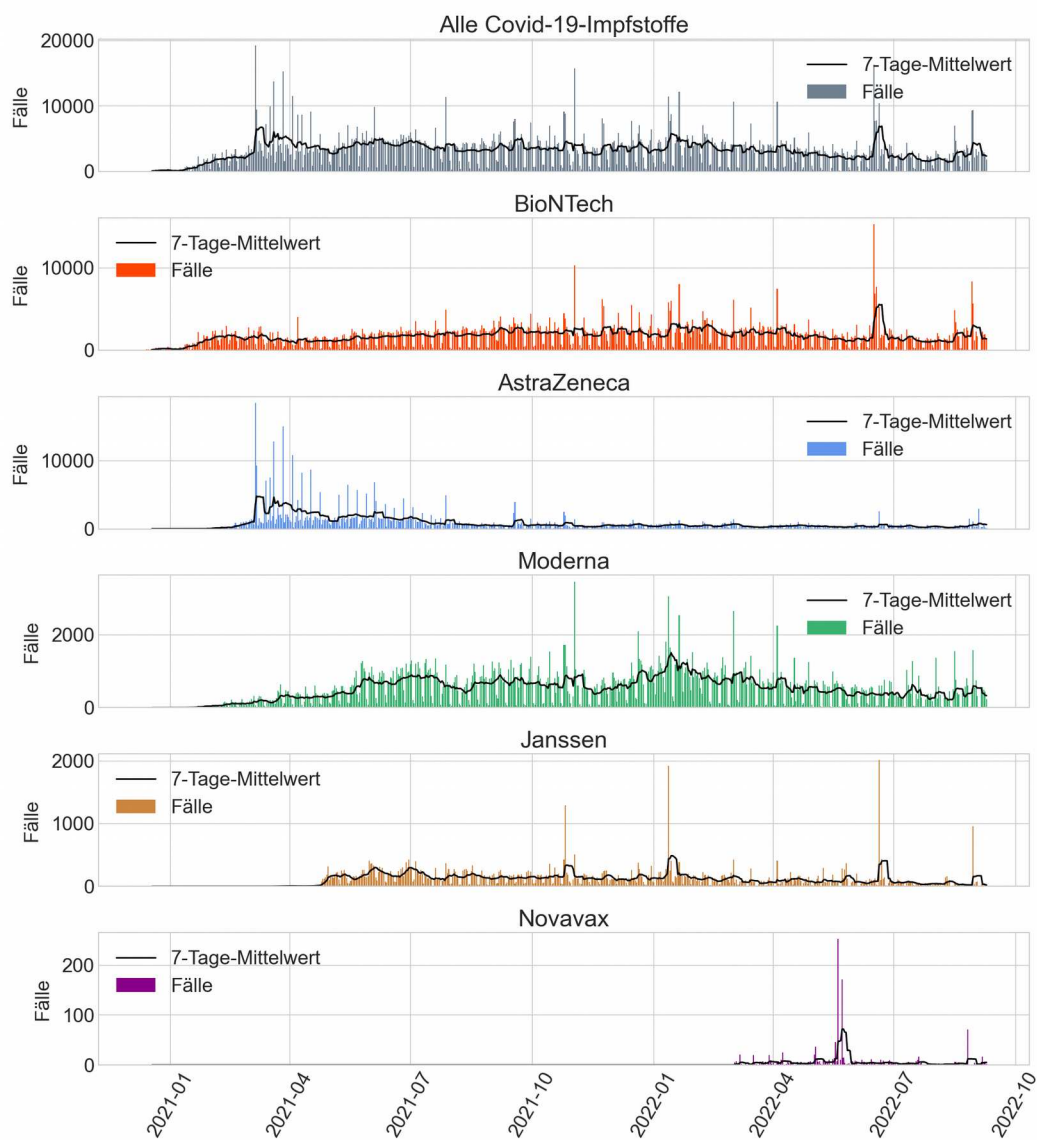 Alle Covid-19-Impfstoffe
20000
10000
0
Fälle
7-Tage-Mittelwert
Fälle
BioNTech
10000
0
Fälle
7-Tage-Mittelwert
Fälle
AstraZeneca
10000
0
Fälle
7-Tage-Mittelwert
Fälle
Moderna
2000
0
Fälle
7-Tage-Mittelwert
Fälle
Janssen
2000
1000
0
Fälle
7-Tage-Mittelwert
Fälle
Novavax
200
100
0
Fälle
7-Tage-Mittelwert
Fälle
2021-01
2021-04
2021-07
2021-10
2022-01
2022-04
2022-07
2022-10